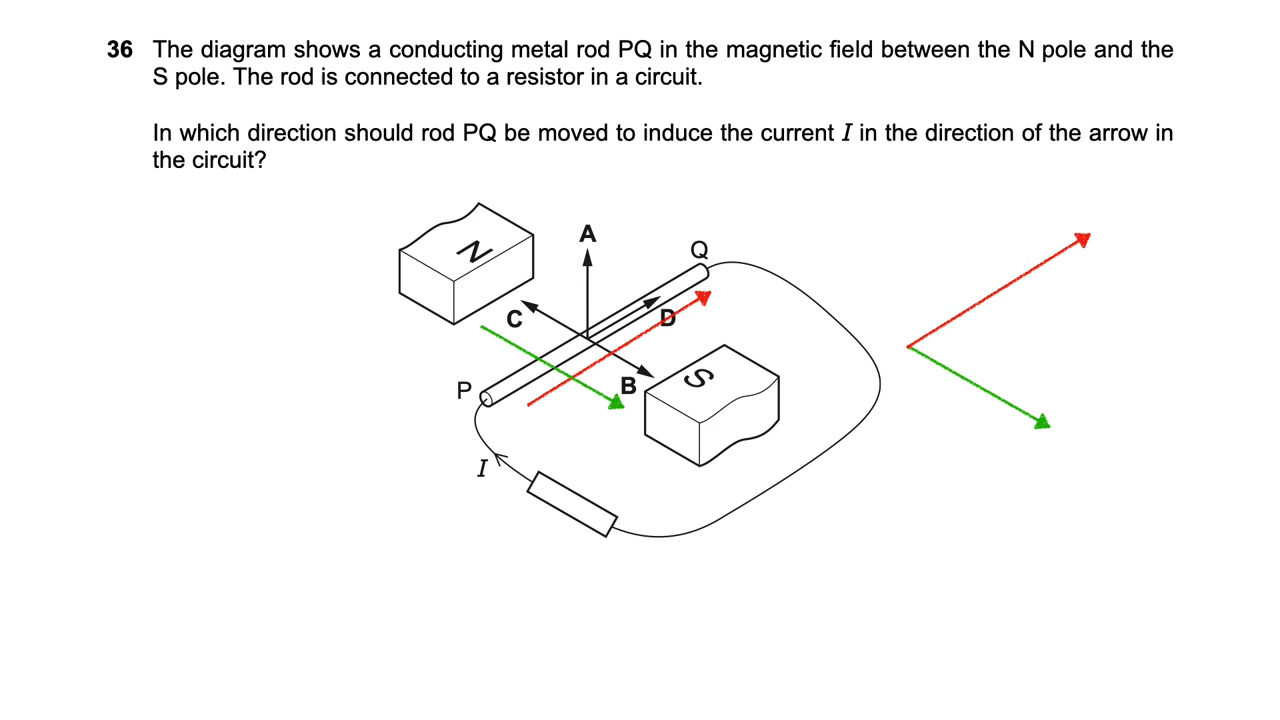 36 The diagram shows a conducting metal rod PQ in the magnetic field between the N pole and the
S pole. The rod is connected to a resistor in a circuit.
In which direction should rod PQ be moved to induce the current I in the direction of the arrow in
the circuit?
N
A
Q
C
D
P
B
S
I